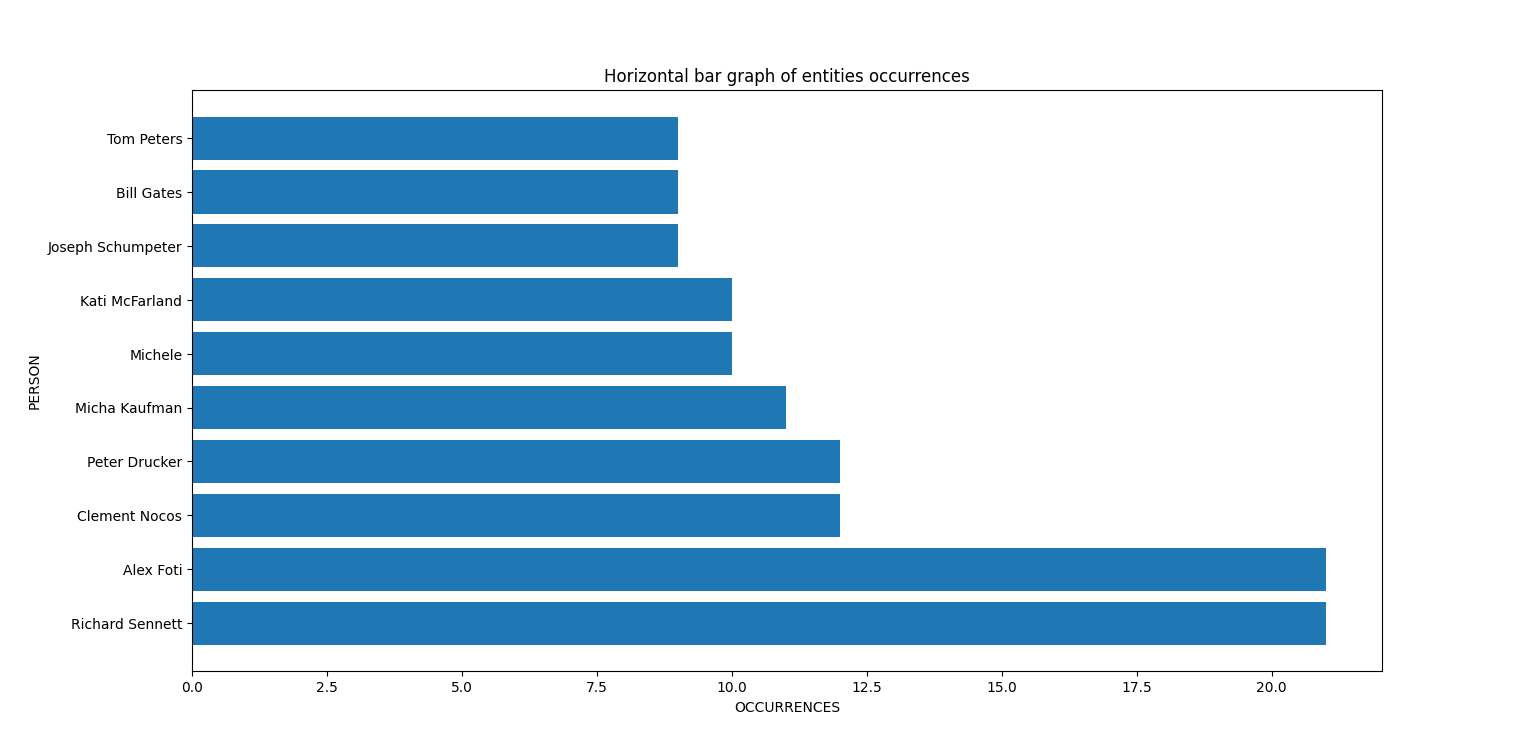 Horizontal bar graph of entities occurrences
Tom Peters
Bill Gates
Joseph Schumpeter
Kati McFarland
Michele
Micha Kaufman
Peter Drucker
Clement Nocos
Alex Foti
Richard Sennett
PERSON
0.0 2.5 5.0 7.5 10.0 12.5 15.0 17.5 20.0
OCCURRENCES